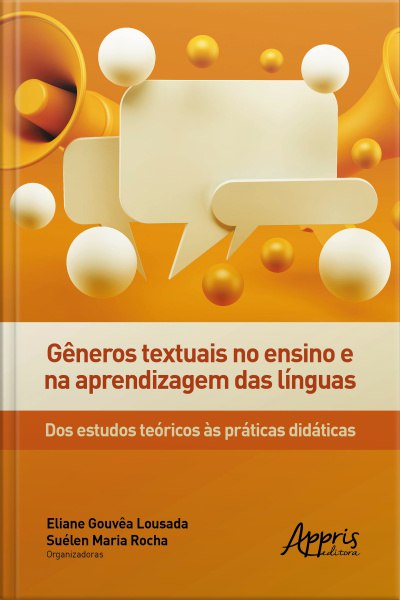 Gêneros textuais no ensino e
na aprendizagem das línguas
Dos estudos teóricos às práticas didáticas
Eliane Gouvêa Lousada
Suélen Maria Rocha
Organizadoras
Appris
editora